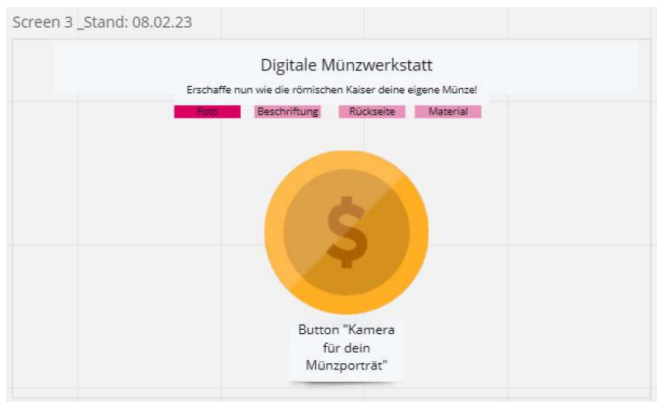 Screen 3 _Stand: 08.02.23
Digitale Münzwerkstatt
Erschaffe nun wie die römischen Kaiser deine eigene Münze!
Foto Beschriftung Rückseite Material
$
Button "Kamera
für dein
Münzporträt"